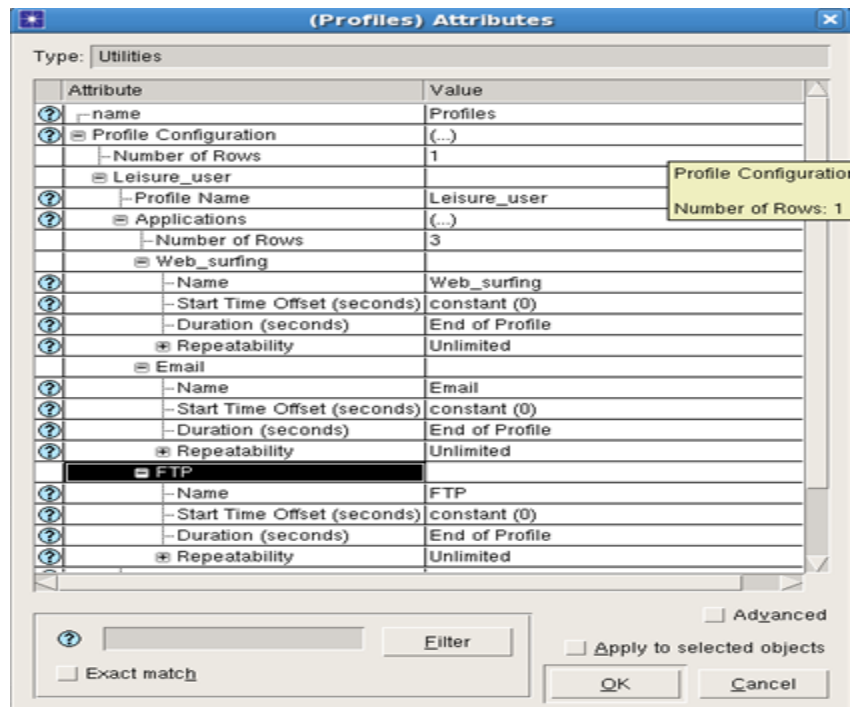 (Profiles) Attributes
Type: Utilities
Attribute Value
name Profiles
Profile Configuration (...)
Number of Rows 1
Leisure_user
Profile Name Leisure_user
Applications (...)
Number of Rows 3
Web_surfing
Name Web_surfing
Start Time Offset (seconds) constant (0)
Duration (seconds) End of Profile
Repeatability Unlimited
Email
Name Email
Start Time Offset (seconds) constant (0)
Duration (seconds) End of Profile
Repeatability Unlimited
FTP
Name FTP
Start Time Offset (seconds) constant (0)
Duration (seconds) End of Profile
Repeatability Unlimited
Profile Configuration
Number of Rows: 1
Advanced
Filter
Apply to selected objects
Exact match
OK Cancel